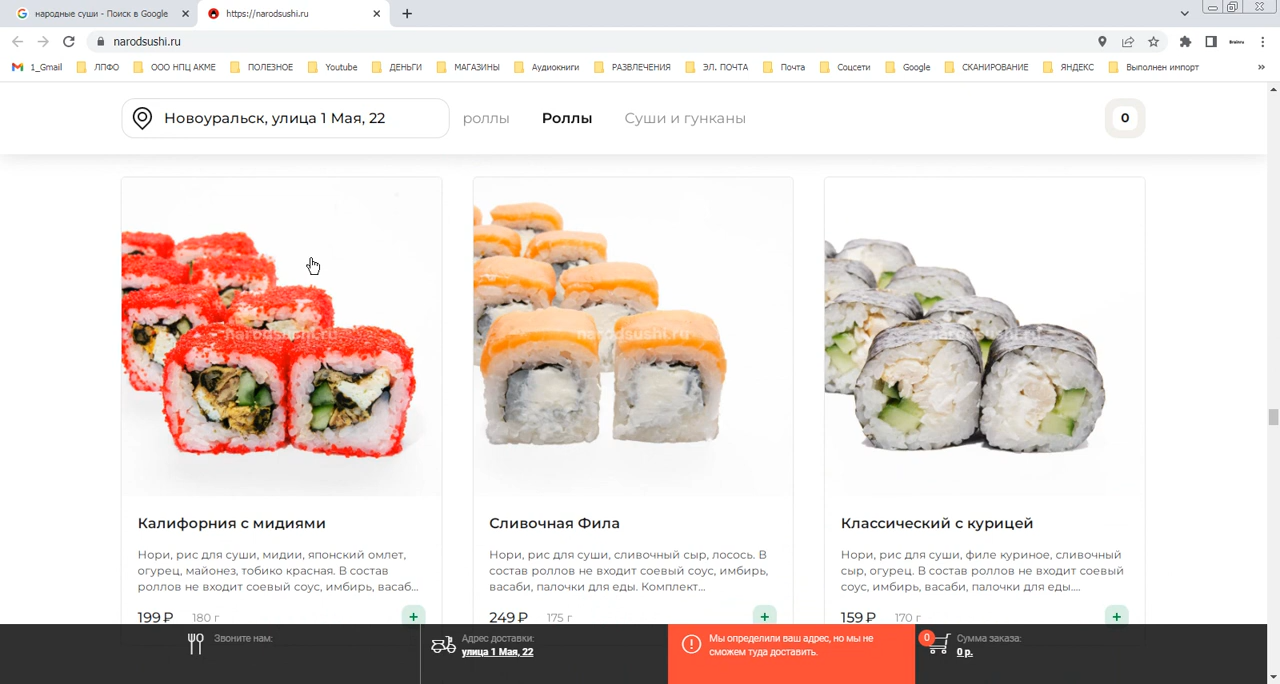 народные суши - Поиск в Google
https://narodsushi.ru
narodsushi.ru
1_Gmail
ЛПФО
ООО НПЦ АКМЕ
ПОЛЕЗНОЕ
Youtube
ДЕНЬГИ
МАГАЗИНЫ
Аудиокниги
РАЗВЛЕЧЕНИЯ
ЭЛ. ПОЧТА
Почта
Соцсети
Google
СКАНИРОВАНИЕ
ЯНДЕКС
Выполнен импорт
Новоуральск, улица 1 Мая, 22
роллы
Роллы
Суши и гунканы
0
narodsushi.ru
narodsushi.ru
Калифорния с мидиями
Нори, рис для суши, мидии, японский омлет,
огурец, майонез, тобико красная. В состав
роллов не входит соевый соус, имбирь, васаб...
199 ₽ 180 г
+
Сливочная Фила
Нори, рис для суши, сливочный сыр, лосось. В
состав роллов не входит соевый соус, имбирь,
васаби, палочки для еды. Комплект...
249 ₽ 175 г
+
Классический с курицей
Нори, рис для суши, филе куриное, сливочный
сыр, огурец. В состав роллов не входит соевый
соус, имбирь, васаби, палочки для еды....
159 ₽ 170 г
+
Звоните нам:
Адрес доставки:
улица 1 Мая, 22
Мы определили ваш адрес, но мы не
сможем туда доставить.
0
Сумма заказа:
0 р.